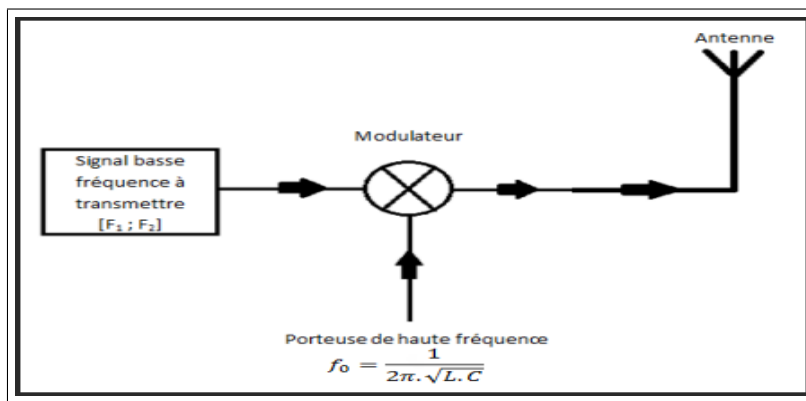 Antenne
Modulateur
Signal basse
fréquence à
transmettre
[F₁ ; F₂]
Porteuse de haute fréquence
f₀ = 1 / 2π.√L.C